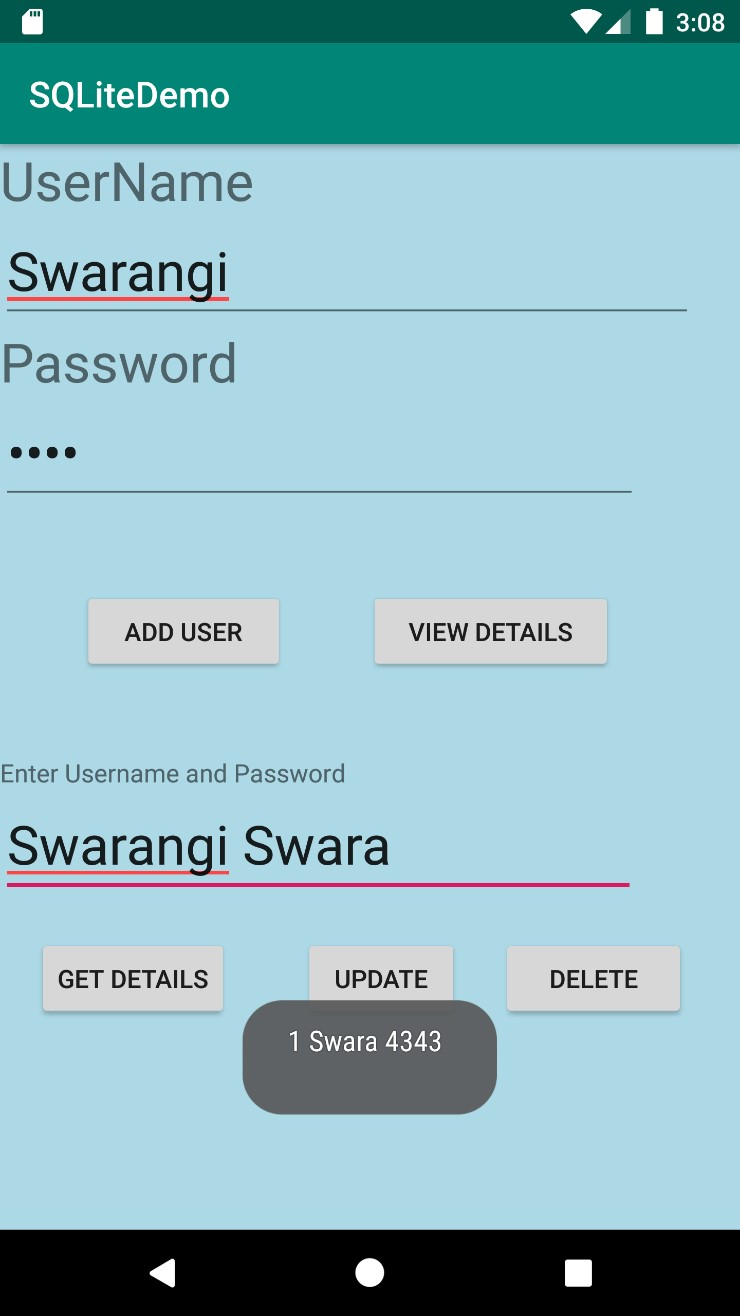 3:08
SQLiteDemo
UserName
Swarangi
Password
••••
ADD USER VIEW DETAILS
Enter Username and Password
Swarangi Swara
GET DETAILS UPDATE DELETE
1 Swara 4343